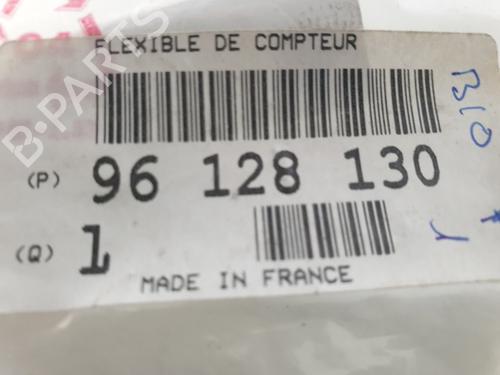 FLEXIBLE DE COMPTEUR
(P) 96 128 130
(Q) 1
MADE IN FRANCE
B-PARTS